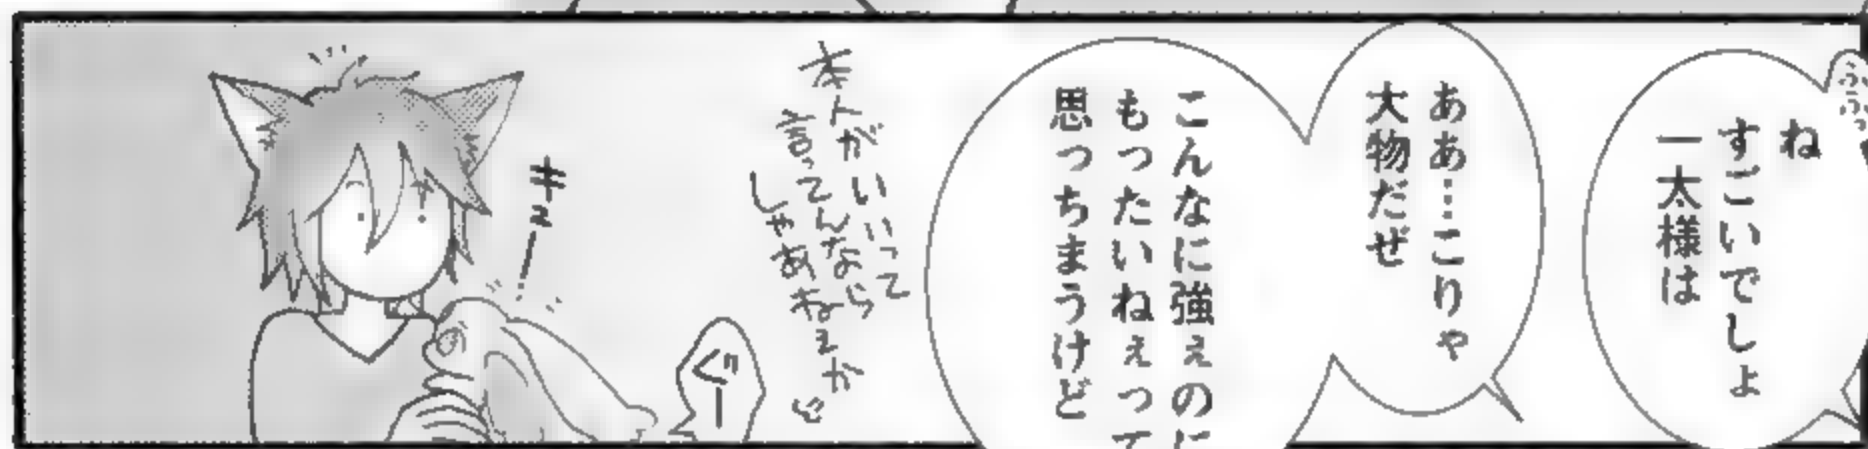 ふふっ
ね
すごいでしょ
一太様は
ああ…こりゃ
大物だぜ
こんなに強ぇのに
もったいねぇって
思っちまうけど
本人がいいって
言ってんなら
しゃあねェか
キュー
ぐー